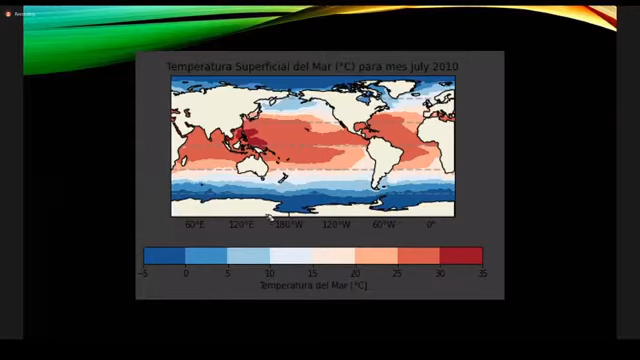 Recording
Temperatura Superficial del Mar (°C) para mes july 2010
60°E 120°E 180°W 120°W 60°W 0°
−5 0 5 10 15 20 25 30 35
Temperatura del Mar [°C]